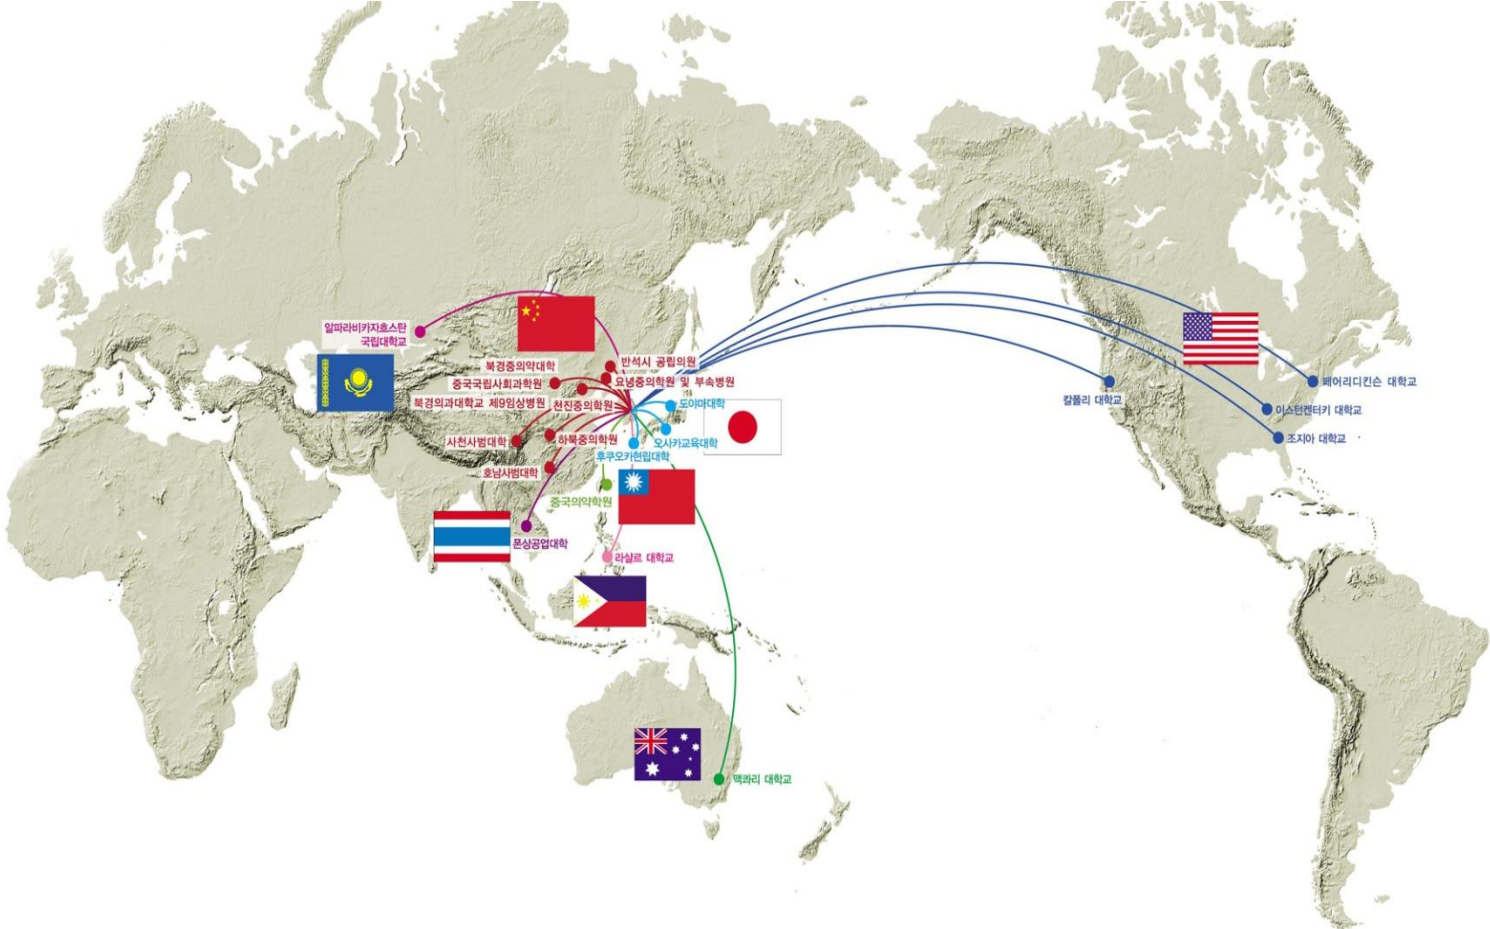 알파라비카자흐스탄
국립대학교
북경중의약대학
반석시 공립의원
중국국립사회과학원
요녕중의학원 및 부속병원
북경의과대학교 제9임상병원
천진중의학원
도야마대학
사천사범대학
하북중의학원
오사카교육대학
후쿠오카현립대학
호남사범대학
중국의약학원
폰상공업대학
라샬르 대학교
맥콰리 대학교
칼폴리 대학교
페어리디킨슨 대학교
이스턴켄터키 대학교
조지아 대학교